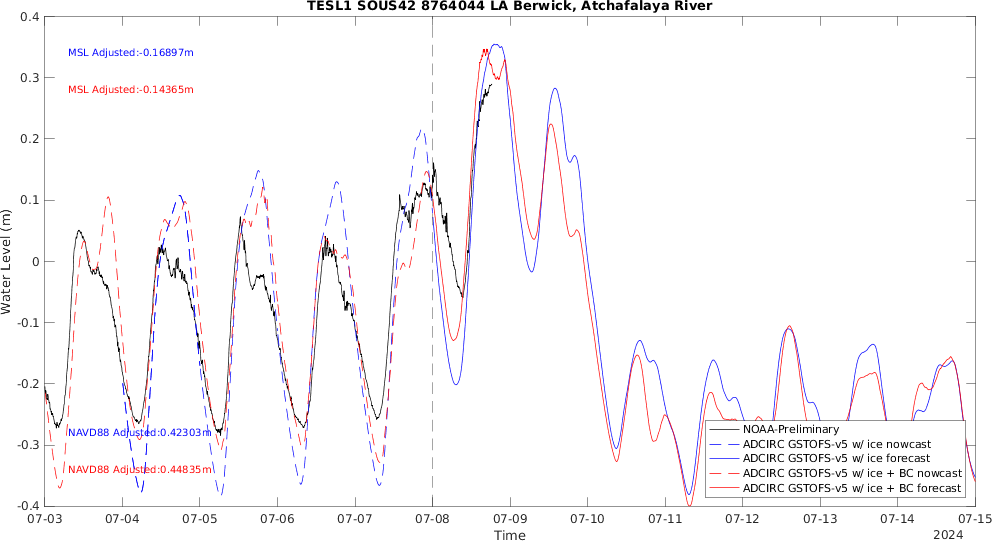 TESL1 SOUS42 8764044 LA Berwick, Atchafalaya River
0.4
MSL Adjusted:-0.16897m
0.3
MSL Adjusted:-0.14365m
0.2
0.1
0
Water Level (m)
-0.1
-0.2
NAVD88 Adjusted:0.42303m
-0.3
NAVD88 Adjusted:0.44835m
-0.4
NOAA-Preliminary
ADCIRC GSTOFS-v5 w/ ice nowcast
ADCIRC GSTOFS-v5 w/ ice forecast
ADCIRC GSTOFS-v5 w/ ice + BC nowcast
ADCIRC GSTOFS-v5 w/ ice + BC forecast
07-03 07-04 07-05 07-06 07-07 07-08 07-09 07-10 07-11 07-12 07-13 07-14 07-15
Time
2024